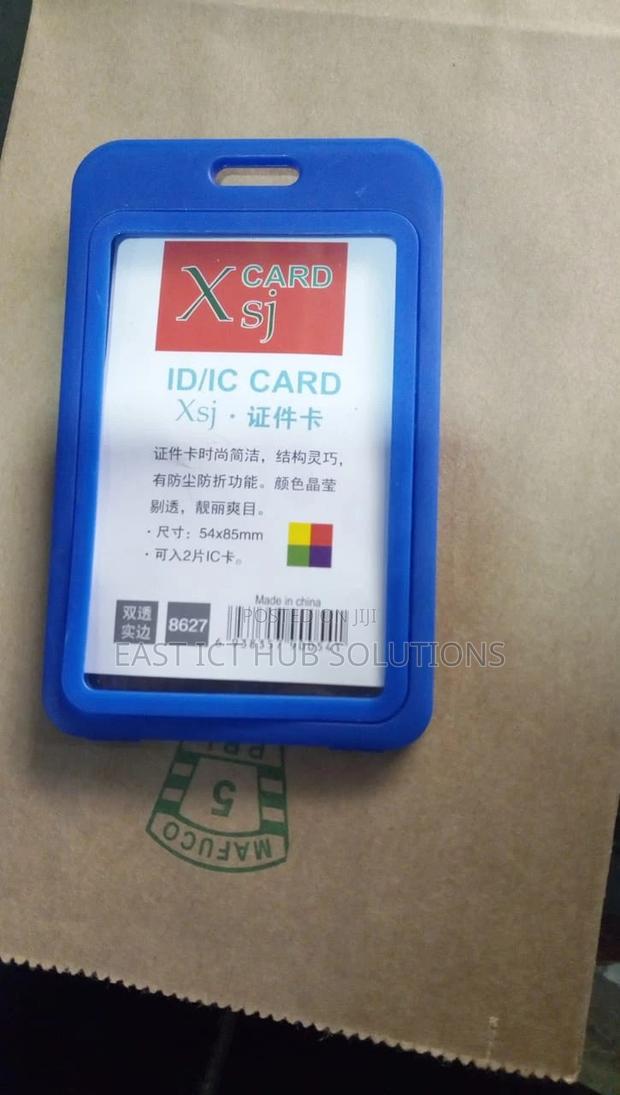 X CARD
sj
ID/IC CARD
Xsj · 证件卡
证件卡时尚简洁，结构灵巧，
有防尘防折功能。颜色晶莹
剔透，靓丽爽目。
·尺寸：54x85mm
·可入2片IC卡。
双透
实边
8627
Made in china
POSTED ON JIJI
EAST ICT HUB SOLUTIONS
5
MAFUCO